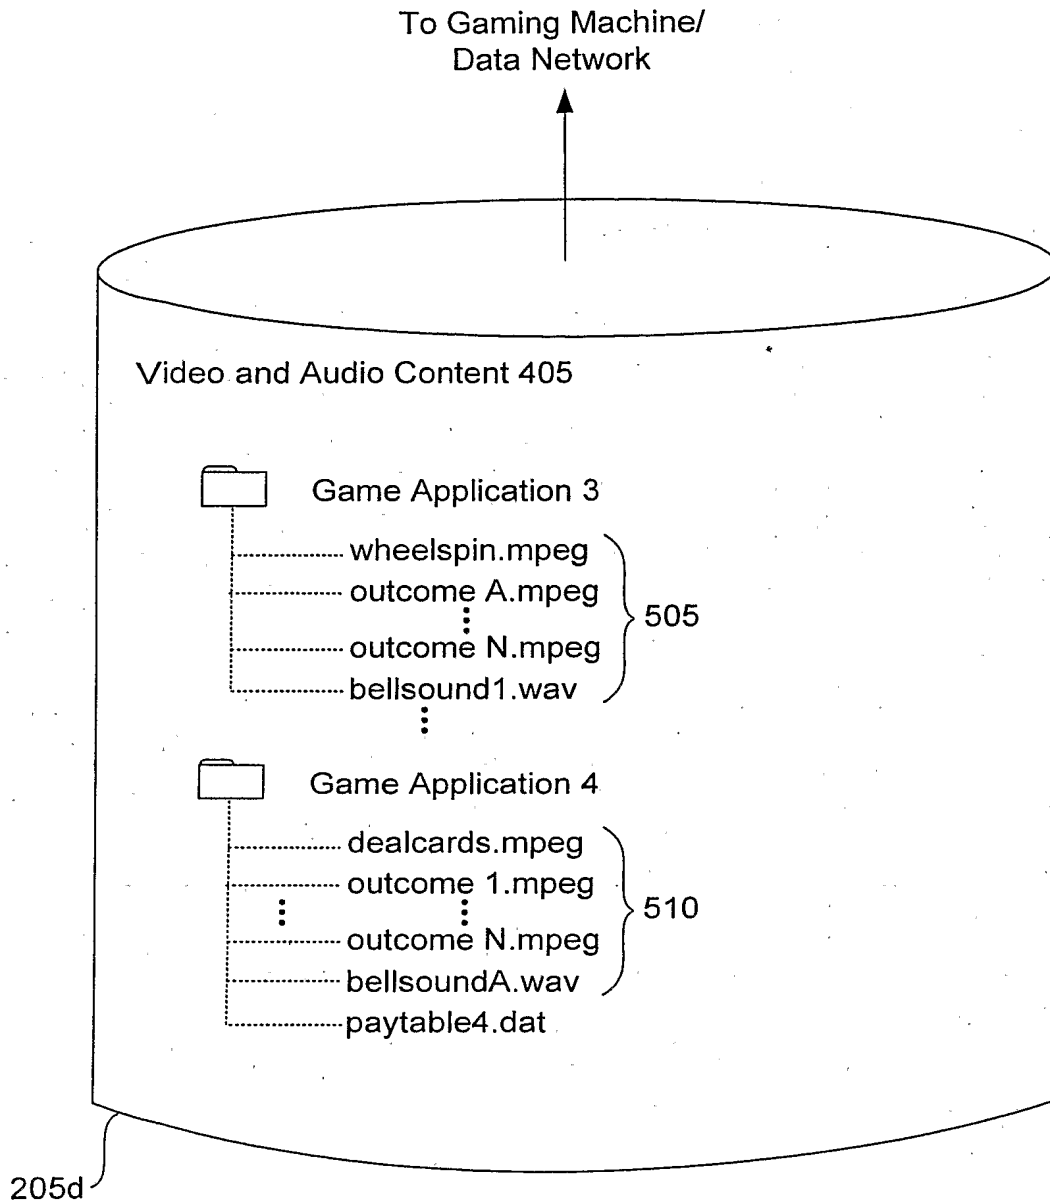 To Gaming Machine/
Data Network
Video and Audio Content 405
Game Application 3
wheelspin.mpeg
outcome A.mpeg
505
outcome N.mpeg
bellsound1.wav
Game Application 4
dealcards.mpeg
outcome 1.mpeg
510
outcome N.mpeg
bellsoundA.wav
paytable4.dat
205d